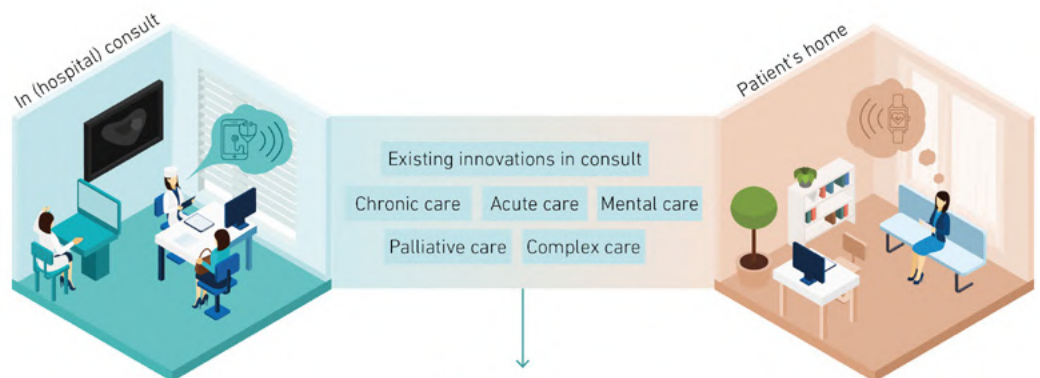 In (hospital) consult
Patient's home
Existing innovations in consult
Chronic care
Acute care
Mental care
Palliative care
Complex care